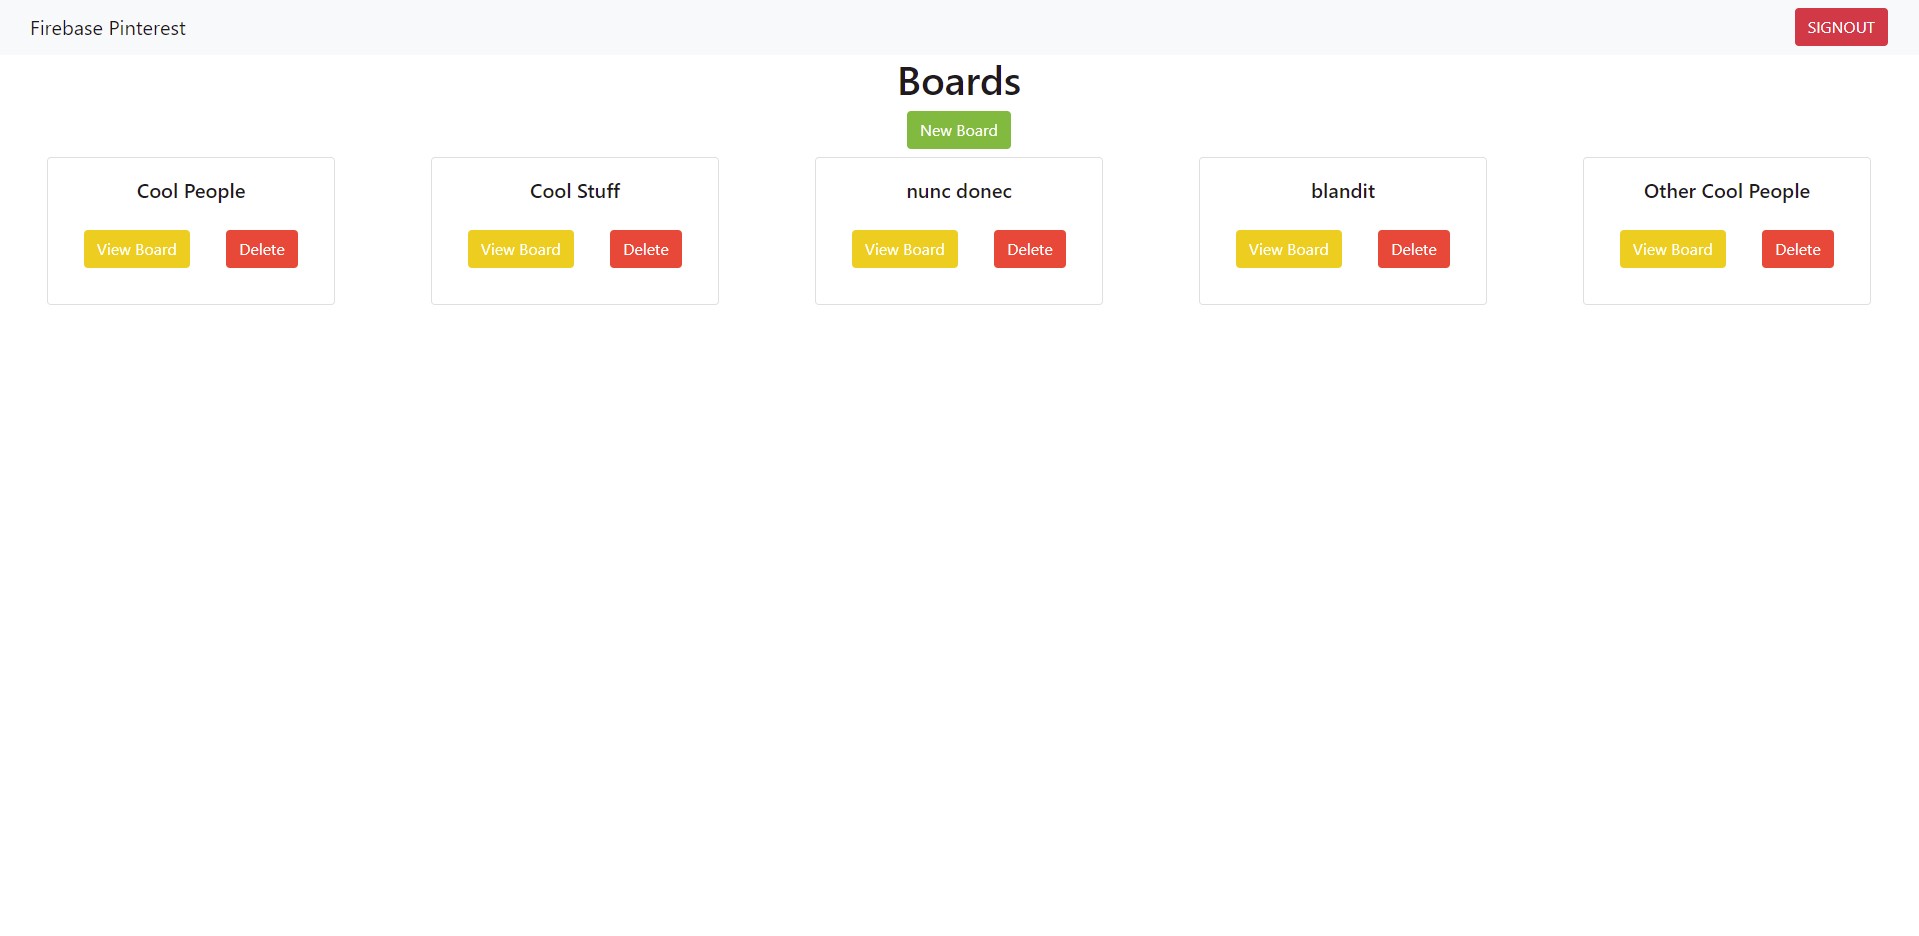 Firebase Pinterest
SIGNOUT
Boards
New Board
Cool People
View Board
Delete
Cool Stuff
View Board
Delete
nunc donec
View Board
Delete
blandit
View Board
Delete
Other Cool People
View Board
Delete